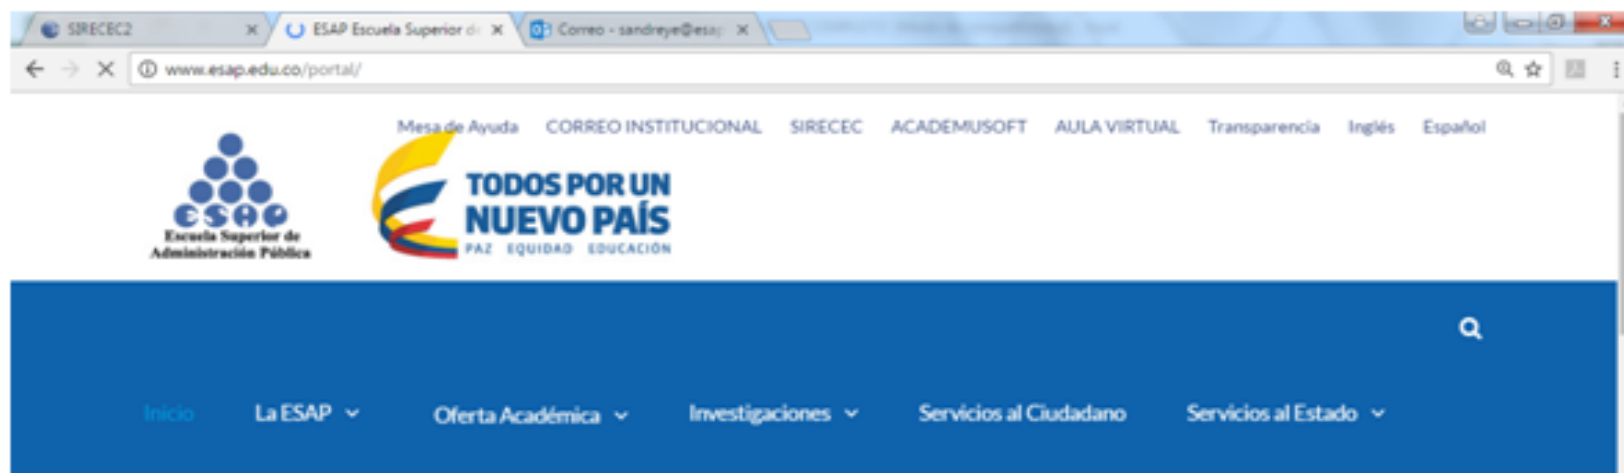 SIRECEC2
ESAP Escuela Superior d
Correo - sandreye@esap
www.esap.edu.co/portal/
Mesa de Ayuda CORREO INSTITUCIONAL SIRECEC ACADEMUSOFT AULA VIRTUAL Transparencia Inglés Español
ESAP
Escuela Superior de
Administración Pública
TODOS POR UN
NUEVO PAÍS
PAZ EQUIDAD EDUCACIÓN
Inicio La ESAP Oferta Académica Investigaciones Servicios al Ciudadano Servicios al Estado